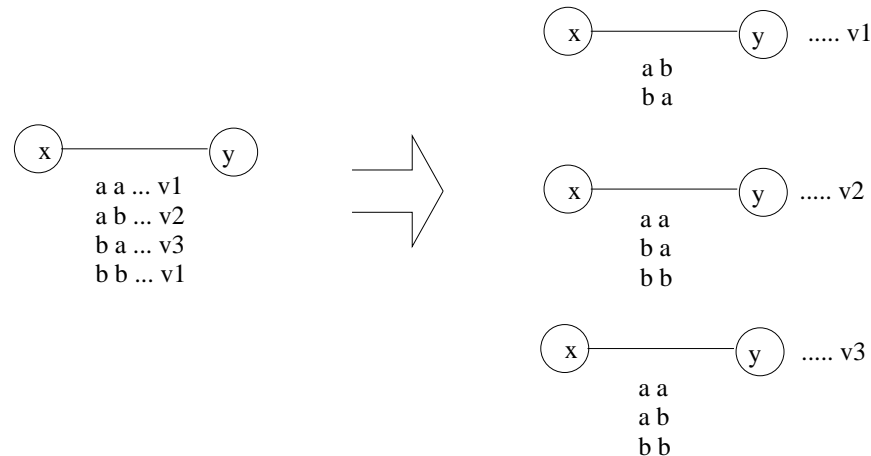 x y
a a ... v1
a b ... v2
b a ... v3
b b ... v1
x y ..... v1
a b
b a
x y ..... v2
a a
b a
b b
x y ..... v3
a a
a b
b b